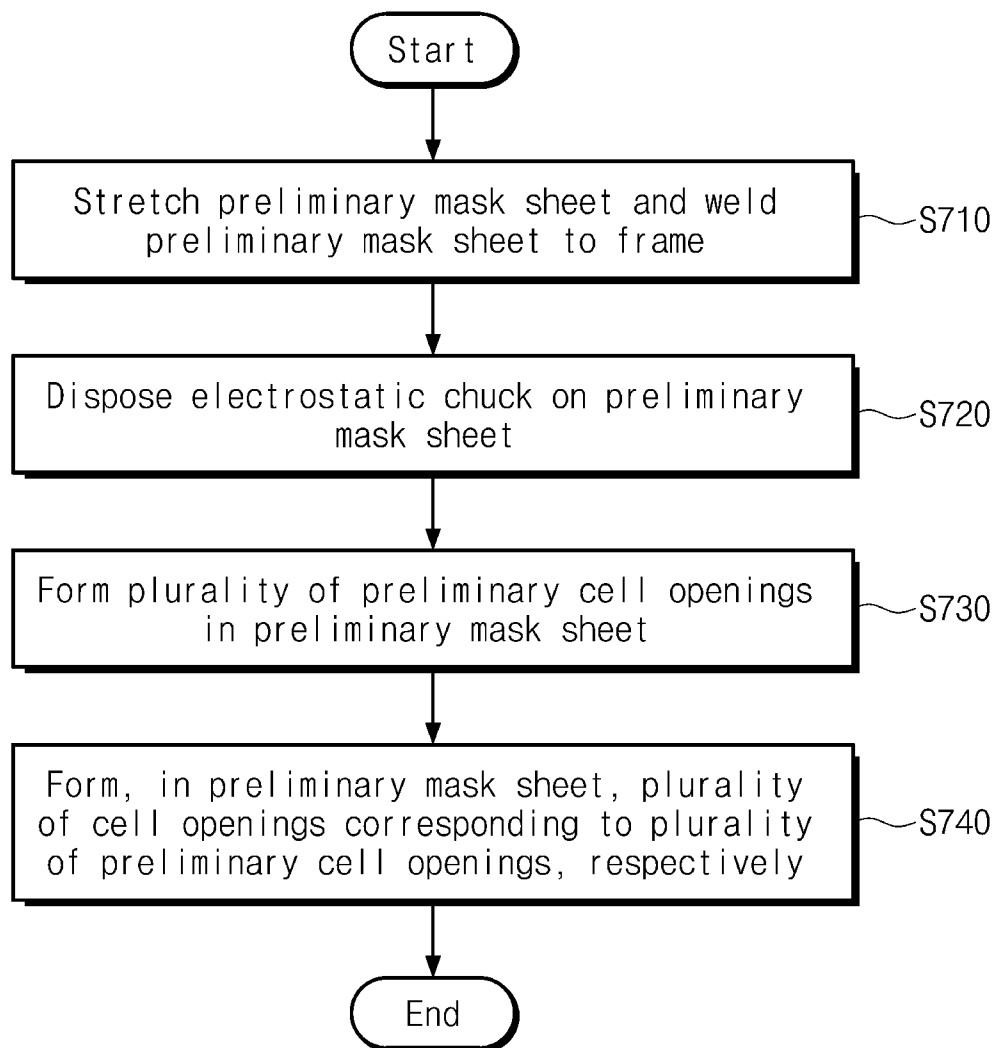 Start
Stretch preliminary mask sheet and weld
preliminary mask sheet to frame
S710
Dispose electrostatic chuck on preliminary
mask sheet
S720
Form plurality of preliminary cell openings
in preliminary mask sheet
S730
Form, in preliminary mask sheet, plurality
of cell openings corresponding to plurality
of preliminary cell openings, respectively
S740
End